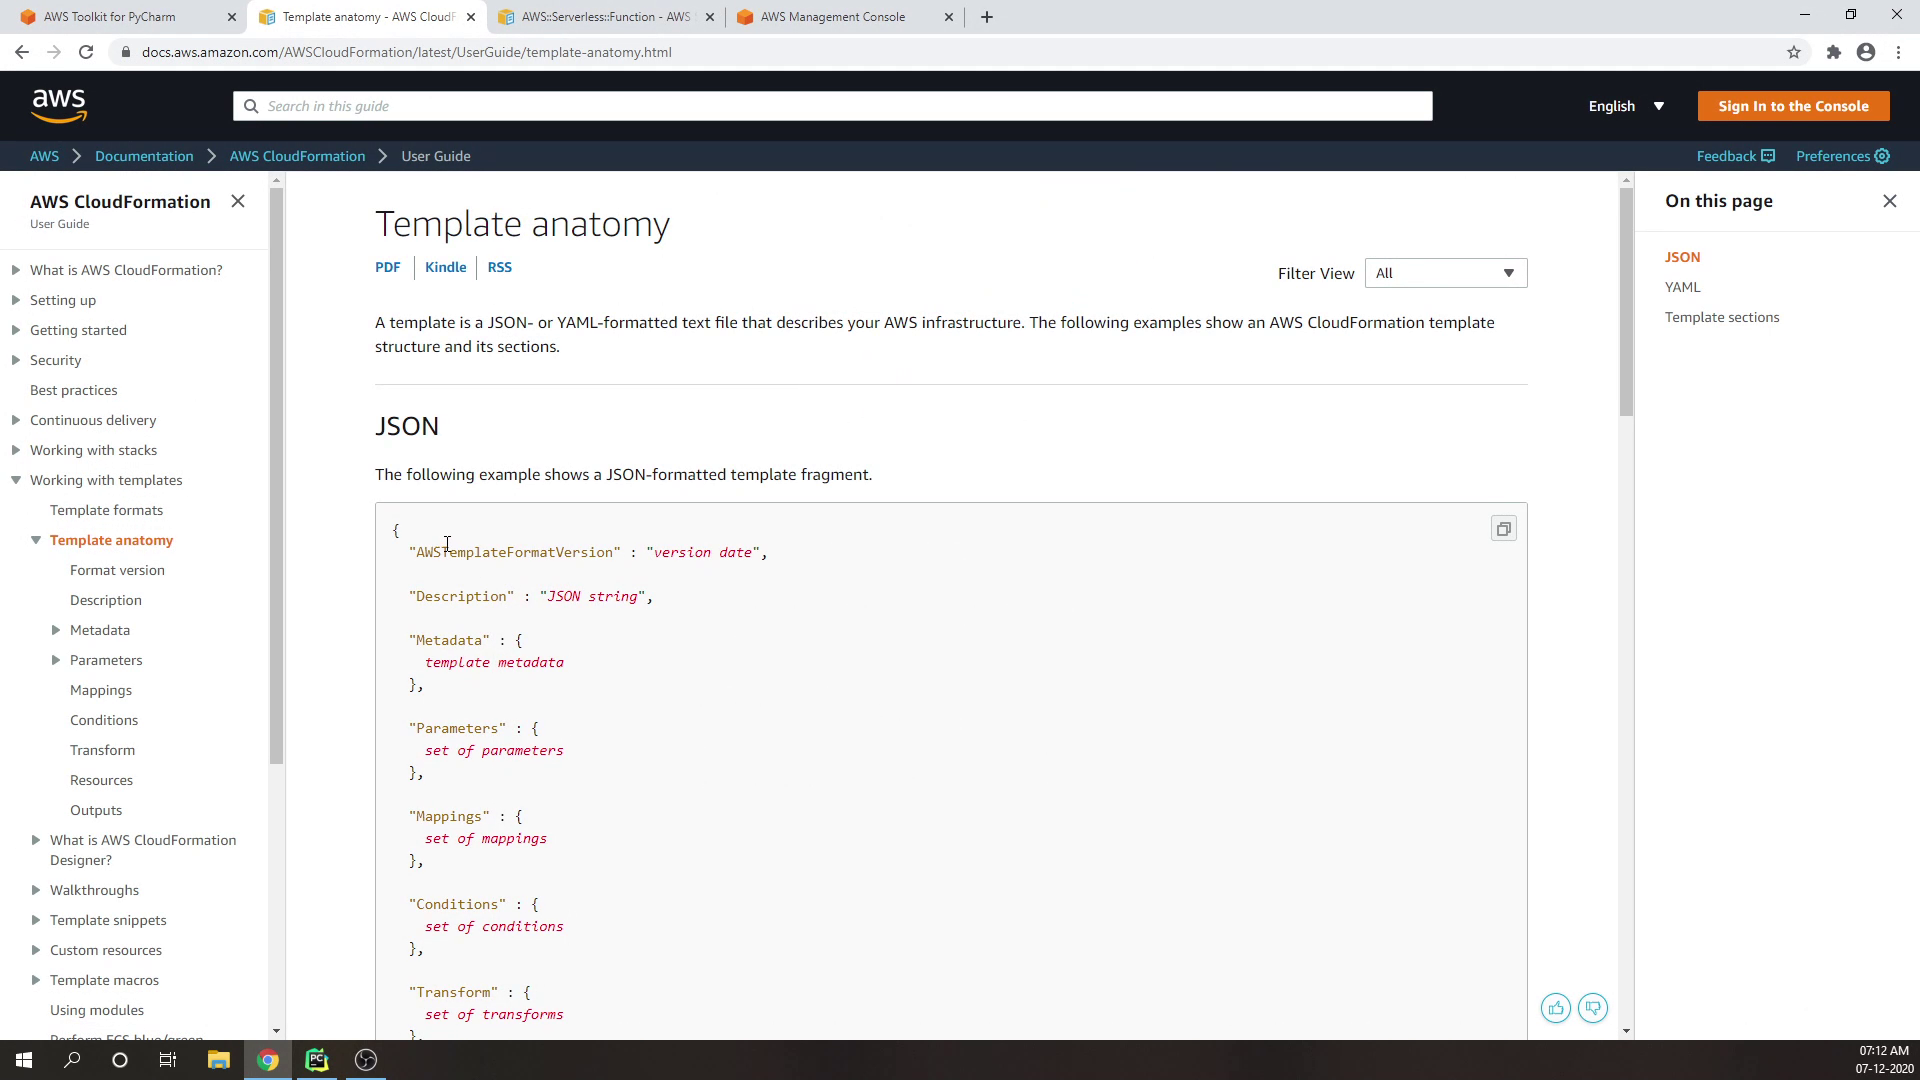 AWS Toolkit for PyCharm
Template anatomy - AWS CloudF
AWS::Serverless::Function - AWS
AWS Management Console
docs.aws.amazon.com/AWSCloudFormation/latest/UserGuide/template-anatomy.html
aws
Search in this guide
English
Sign In to the Console
AWS
Documentation
AWS CloudFormation
User Guide
Feedback
Preferences
AWS CloudFormation
User Guide
What is AWS CloudFormation?
Setting up
Getting started
Security
Best practices
Continuous delivery
Working with stacks
Working with templates
Template formats
Template anatomy
Format version
Description
Metadata
Parameters
Mappings
Conditions
Transform
Resources
Outputs
What is AWS CloudFormation
Designer?
Walkthroughs
Template snippets
Custom resources
Template macros
Using modules
Perform ECS blue/green
Template anatomy
PDF
Kindle
RSS
Filter View
All
A template is a JSON- or YAML-formatted text file that describes your AWS infrastructure. The following examples show an AWS CloudFormation template
structure and its sections.
JSON
The following example shows a JSON-formatted template fragment.
{
"AWSTemplateFormatVersion" : "version date",
"Description" : "JSON string",
"Metadata" : {
template metadata
},
"Parameters" : {
set of parameters
},
"Mappings" : {
set of mappings
},
"Conditions" : {
set of conditions
},
"Transform" : {
set of transforms
},
On this page
JSON
YAML
Template sections
PC
07:12 AM
07-12-2020